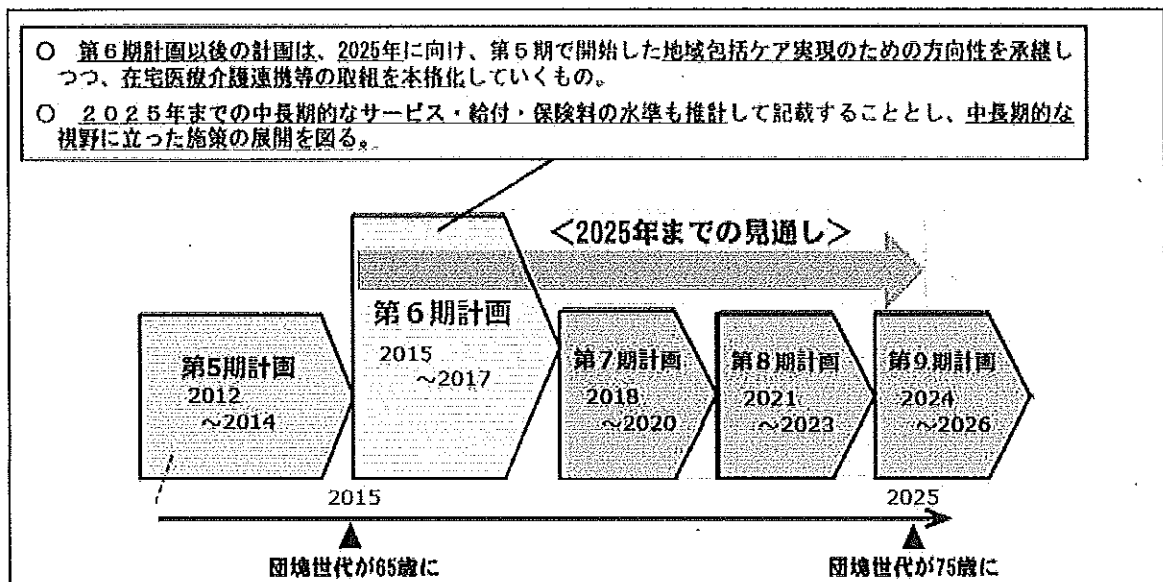 ○ 第6期計画以後の計画は、2025年に向け、第5期で開始した地域包括ケア実現のための方向性を承継し
つつ、在宅医療介護連携等の取組を本格化していくもの。
○ 2025年までの中長期的なサービス・給付・保険料の水準も推計して記載することとし、中長期的な
視野に立った施策の展開を図る。
＜2025年までの見通し＞
第6期計画
2015
～2017
第5期計画
2012
～2014
第7期計画
2018
～2020
第8期計画
2021
～2023
第9期計画
2024
～2026
2015
2025
団塊世代が65歳に
団塊世代が75歳に